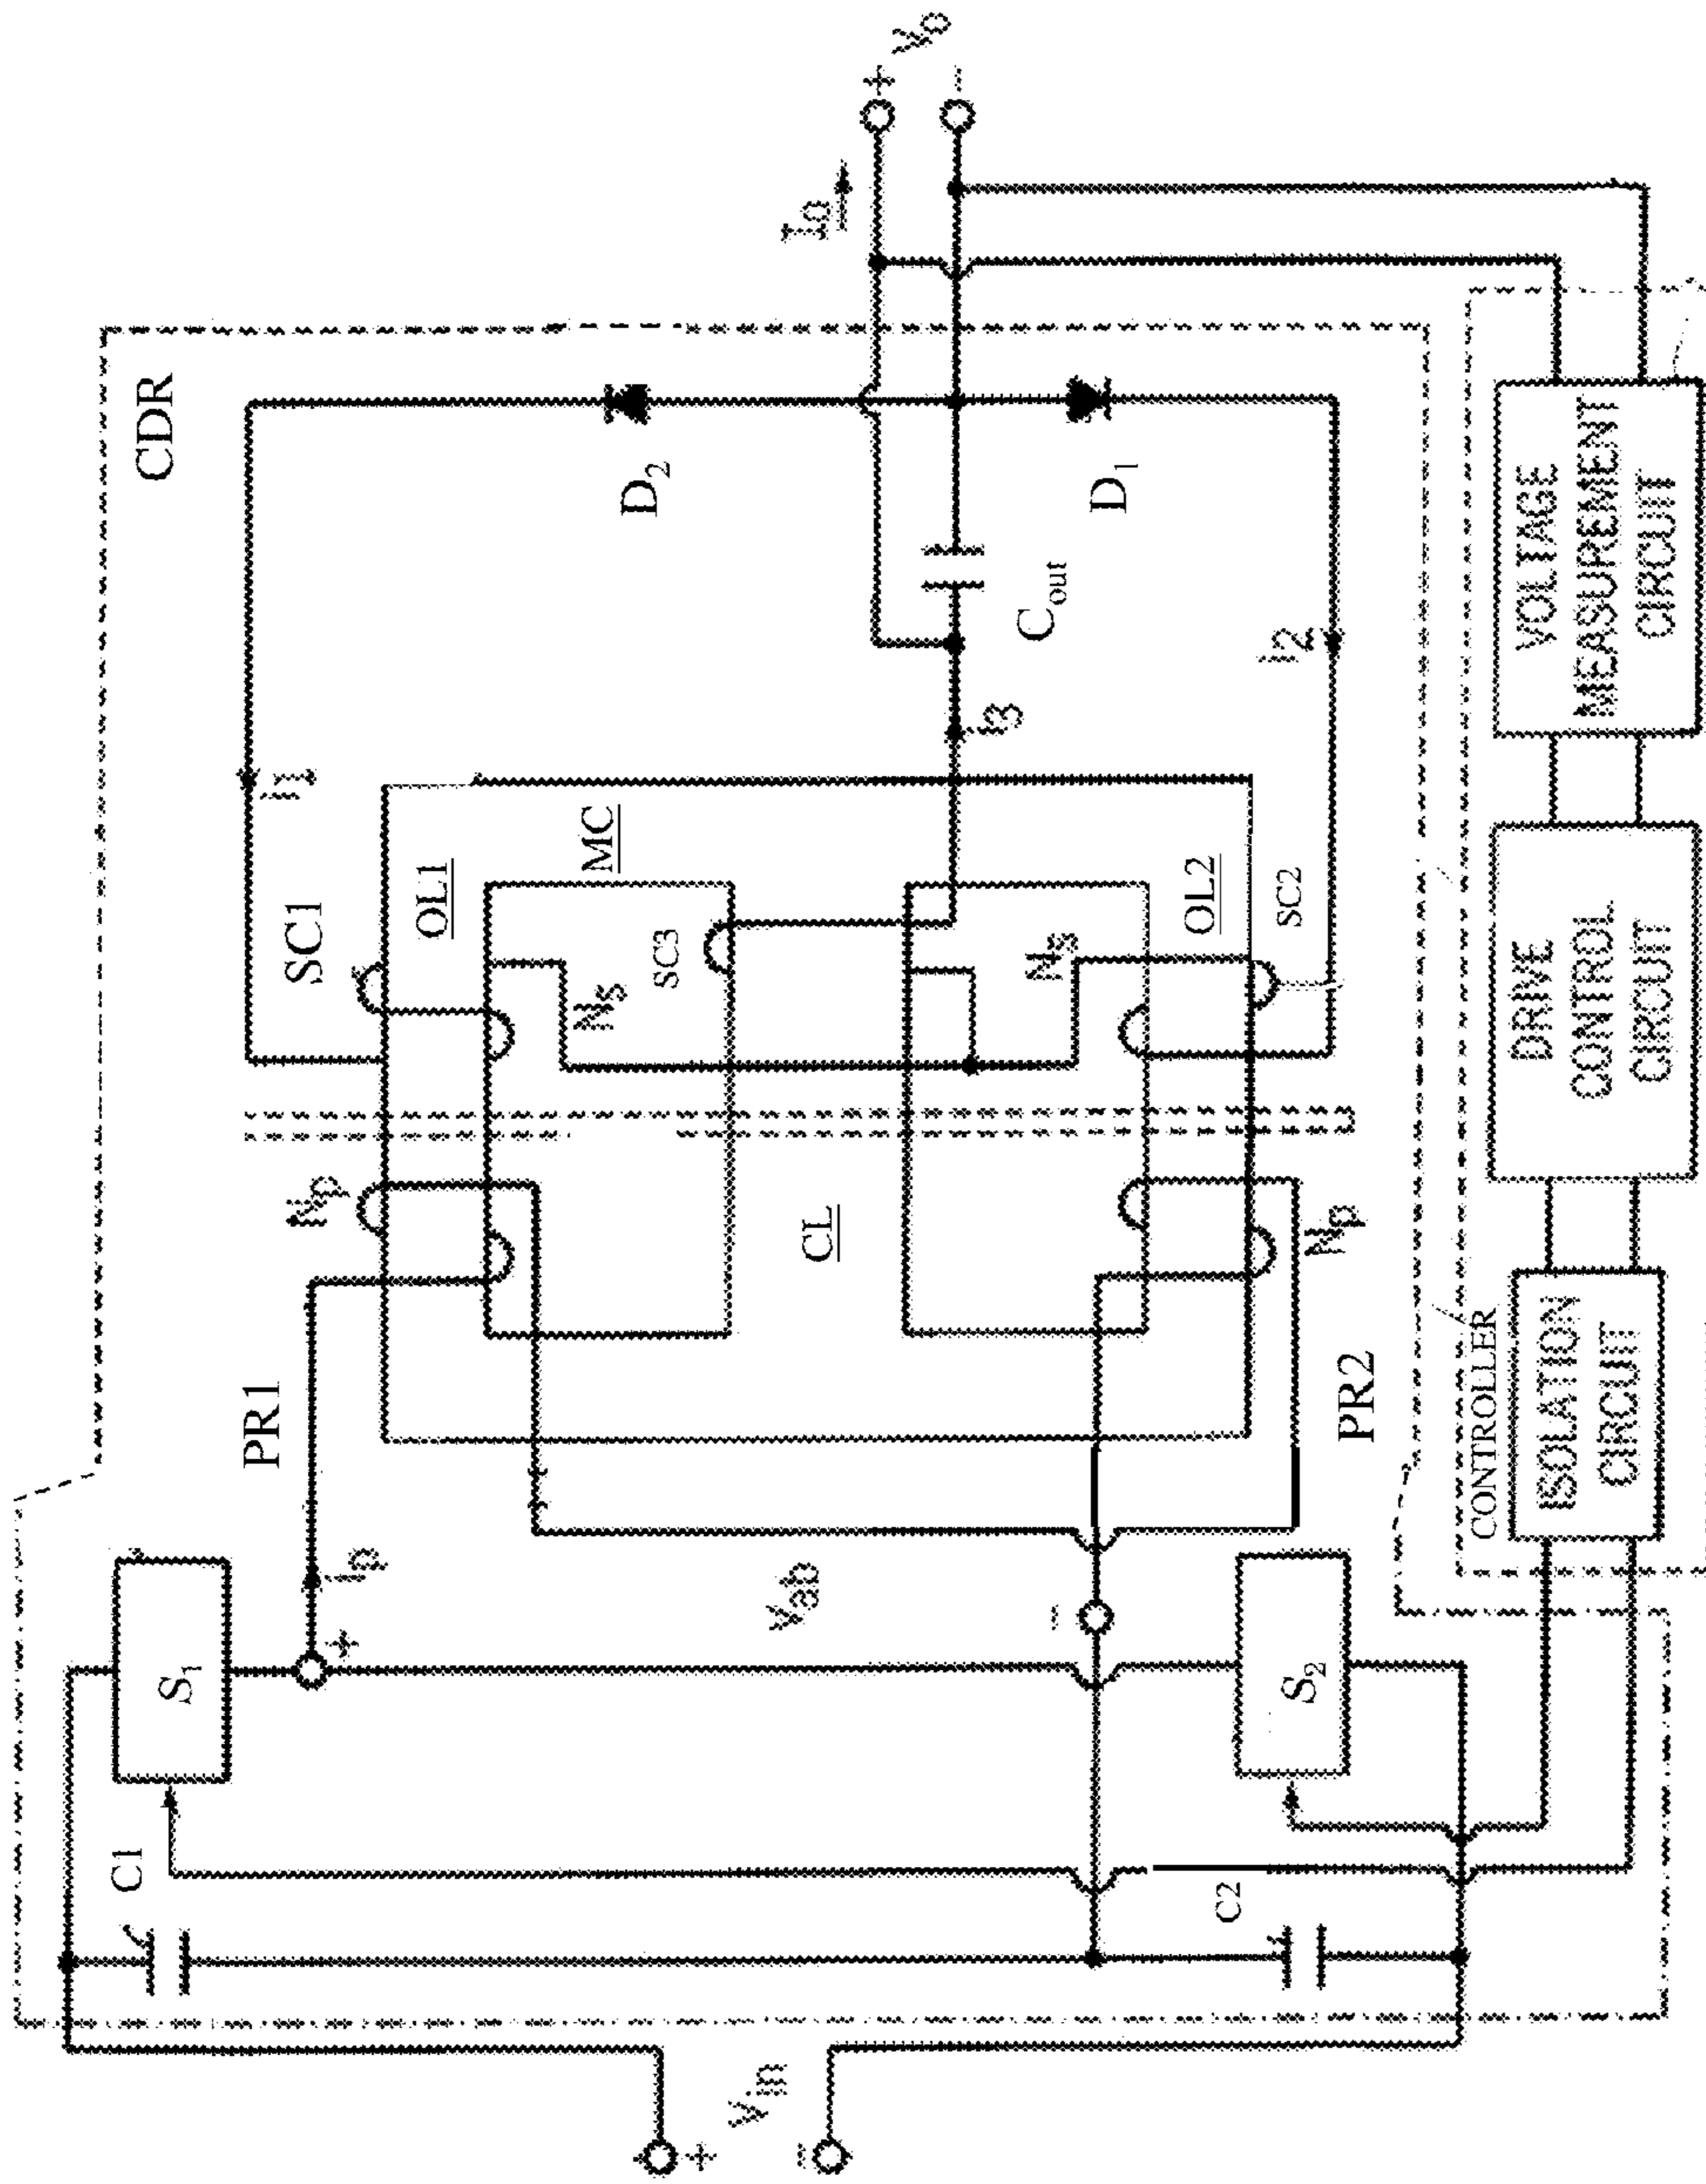 CDR
SC1
i1
OL1
MC
D2
Io
+
Vo
-
PR1
Np
Ns
SC3
i3
Cout
D1
S1
ip
+
CL
Ns
OL2
SC2
i2
C1
Vab
-
Np
PR2
+
Vin
-
C2
S2
CONTROLLER
ISOLATION
CIRCUIT
DRIVE
CONTROL
CIRCUIT
VOLTAGE
MEASUREMENT
CIRCUIT